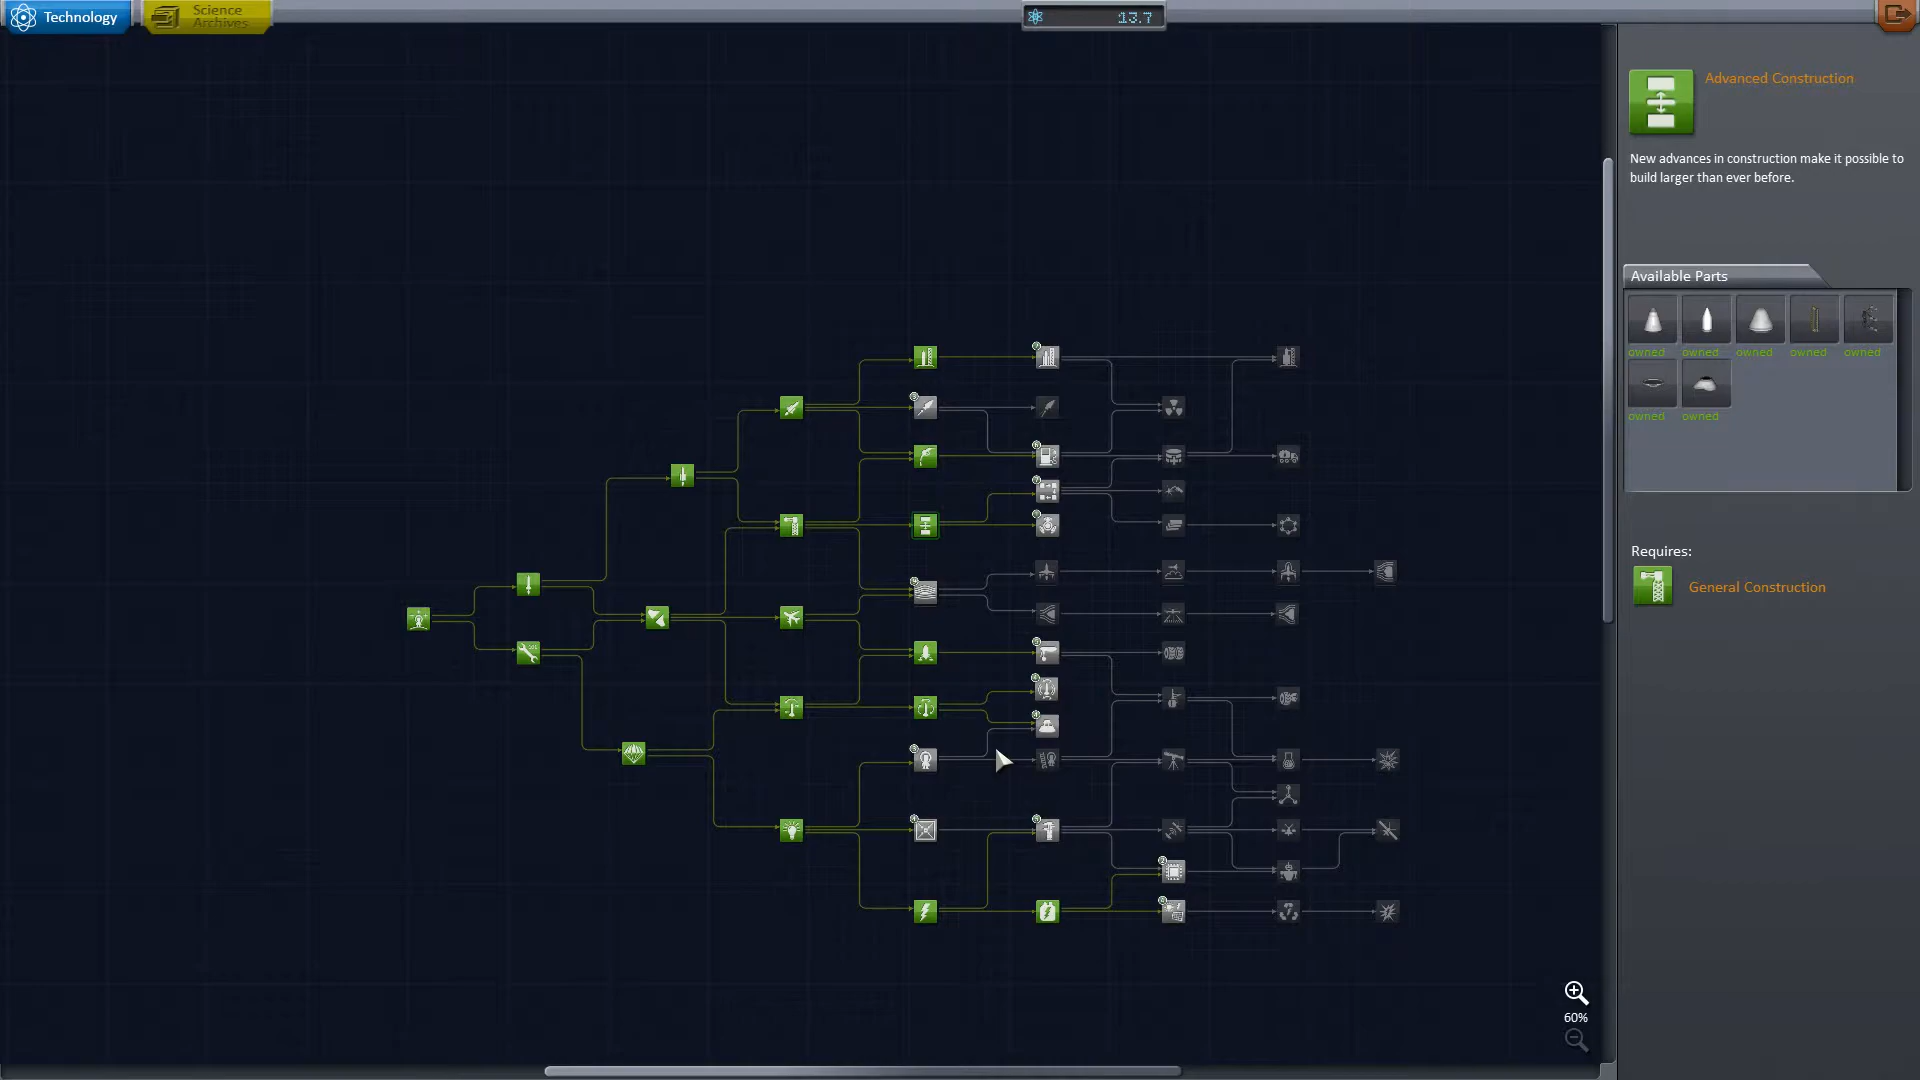 Technology
Science
Archives
13.7
Advanced Construction
New advances in construction make it possible to
build larger than ever before.
Available Parts
owned owned owned owned owned
owned owned
Requires:
General Construction
60%